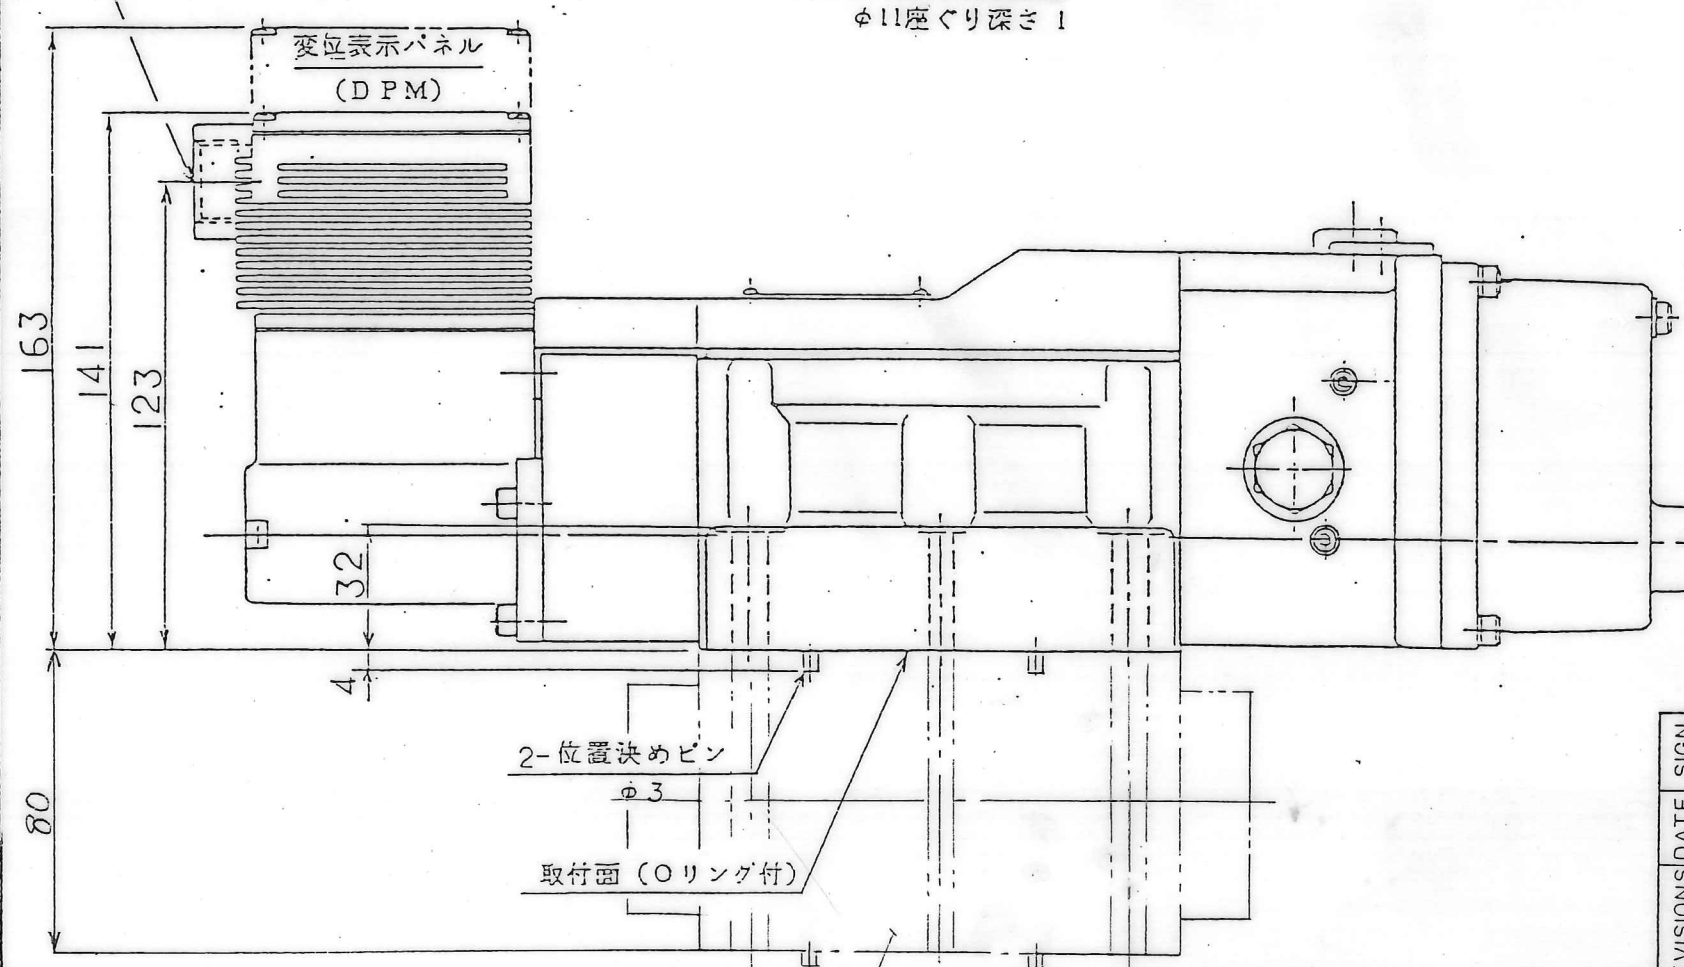 φ11座ぐり深さ 1
変位表示パネル
(DPM)
163
141
123
32
4
2-位置決めピン
φ3
80
取付面 (Oリング付)
SIGN
DATE
VISIONS